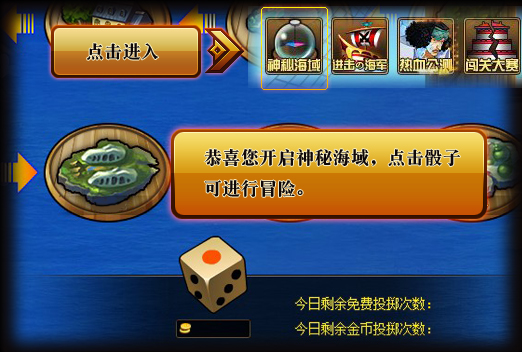 点击进入
神秘海域
进击の海军
热血公测
闯关大赛
恭喜您开启神秘海域，点击骰子
可进行冒险。
今日剩余免费投掷次数：
今日剩余金币投掷次数：